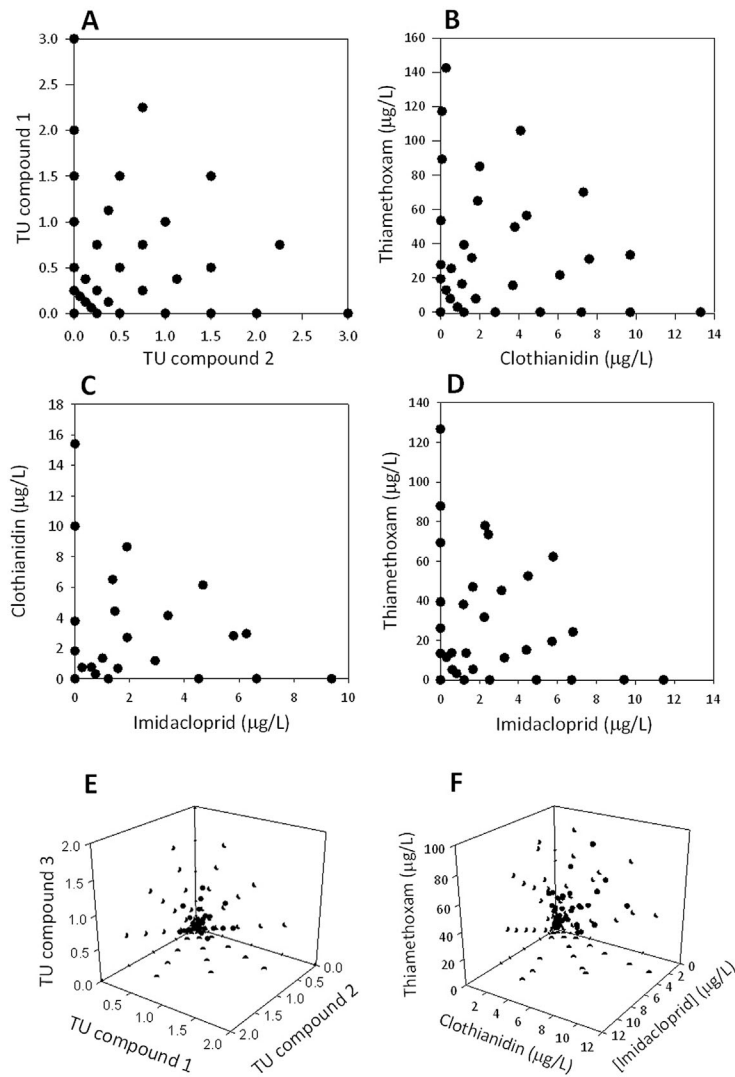 A
3.0
2.5
2.0
1.5
1.0
0.5
0.0
TU compound 1
0.0 0.5 1.0 1.5 2.0 2.5 3.0
TU compound 2
B
160
140
120
100
80
60
40
20
0
Thiamethoxam (µg/L)
0 2 4 6 8 10 12 14
Clothianidin (µg/L)
C
18
16
14
12
10
8
6
4
2
0
Clothianidin (µg/L)
0 2 4 6 8 10
Imidacloprid (µg/L)
D
140
120
100
80
60
40
20
0
Thiamethoxam (µg/L)
0 2 4 6 8 10 12 14
Imidacloprid (µg/L)
E
2.0
1.5
1.0
0.5
0.0
TU compound 3
0.5 1.0 1.5 2.0
TU compound 1
0.0
0.5
1.0
1.5
2.0
TU compound 2
F
100
80
60
40
20
0
Thiamethoxam (µg/L)
2 4 6 8 10 12
Clothianidin (µg/L)
0
2
4
6
8
10
12
[Imidacloprid] (µg/L)